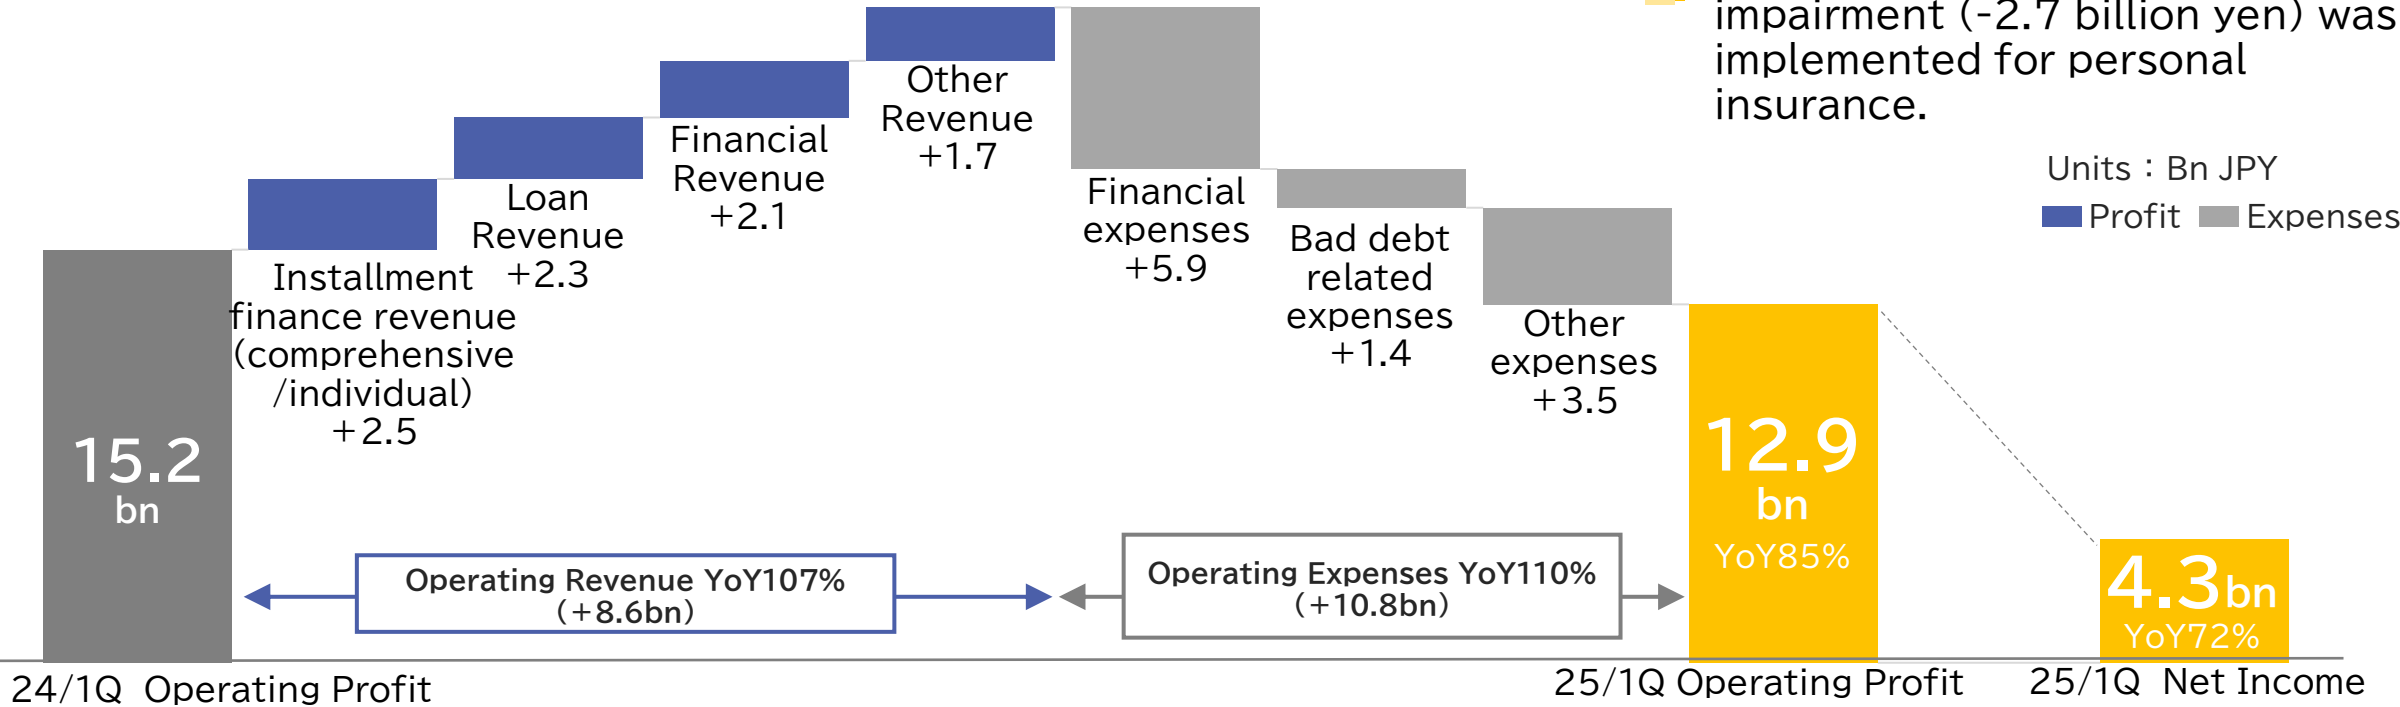 impairment (-2.7 billion yen) was
implemented for personal
insurance.
Units：Bn JPY
Profit
Expenses
Other
Revenue
+1.7
Financial
Revenue
+2.1
Loan
Revenue
+2.3
Installment
finance revenue
(comprehensive
/individual)
+2.5
Financial
expenses
+5.9
Bad debt
related
expenses
+1.4
Other
expenses
+3.5
15.2
bn
12.9
bn
YoY85%
4.3bn
YoY72%
Operating Revenue YoY107%
(+8.6bn)
Operating Expenses YoY110%
(+10.8bn)
24/1Q Operating Profit
25/1Q Operating Profit
25/1Q Net Income